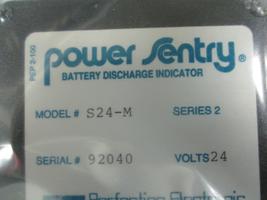 PEP 2-100
power Sentry®
BATTERY DISCHARGE INDICATOR
MODEL # S24-M SERIES 2
SERIAL # 92040 VOLTS 24